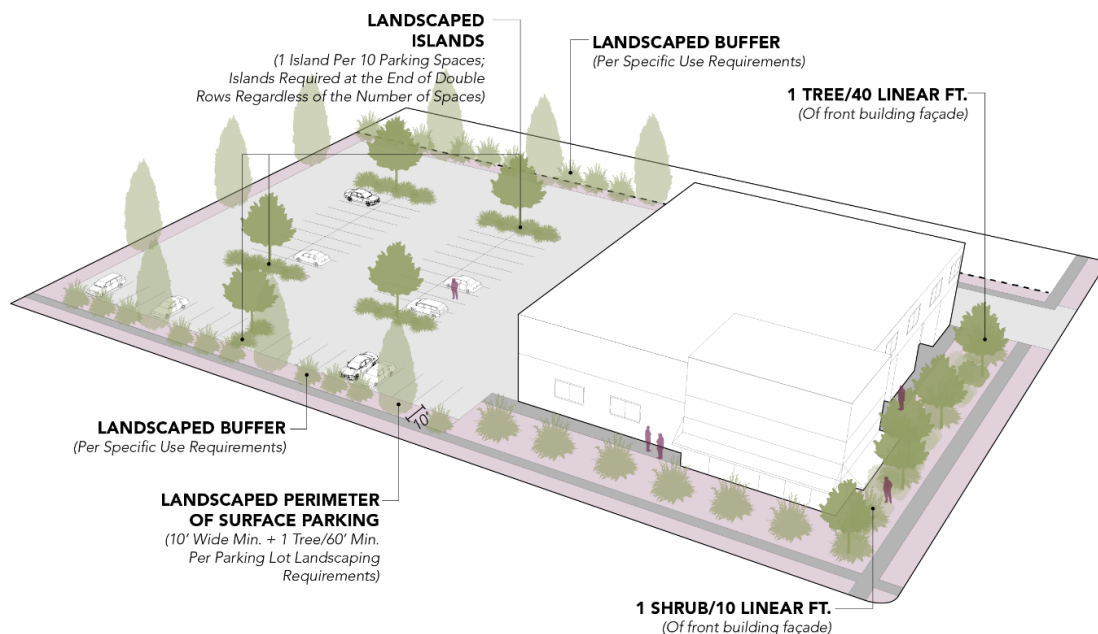 LANDSCAPED
ISLANDS
(1 Island Per 10 Parking Spaces;
Islands Required at the End of Double
Rows Regardless of the Number of Spaces)
LANDSCAPED BUFFER
(Per Specific Use Requirements)
1 TREE/40 LINEAR FT.
(Of front building façade)
10'
LANDSCAPED BUFFER
(Per Specific Use Requirements)
LANDSCAPED PERIMETER
OF SURFACE PARKING
(10' Wide Min. + 1 Tree/60' Min.
Per Parking Lot Landscaping
Requirements)
1 SHRUB/10 LINEAR FT.
(Of front building façade)